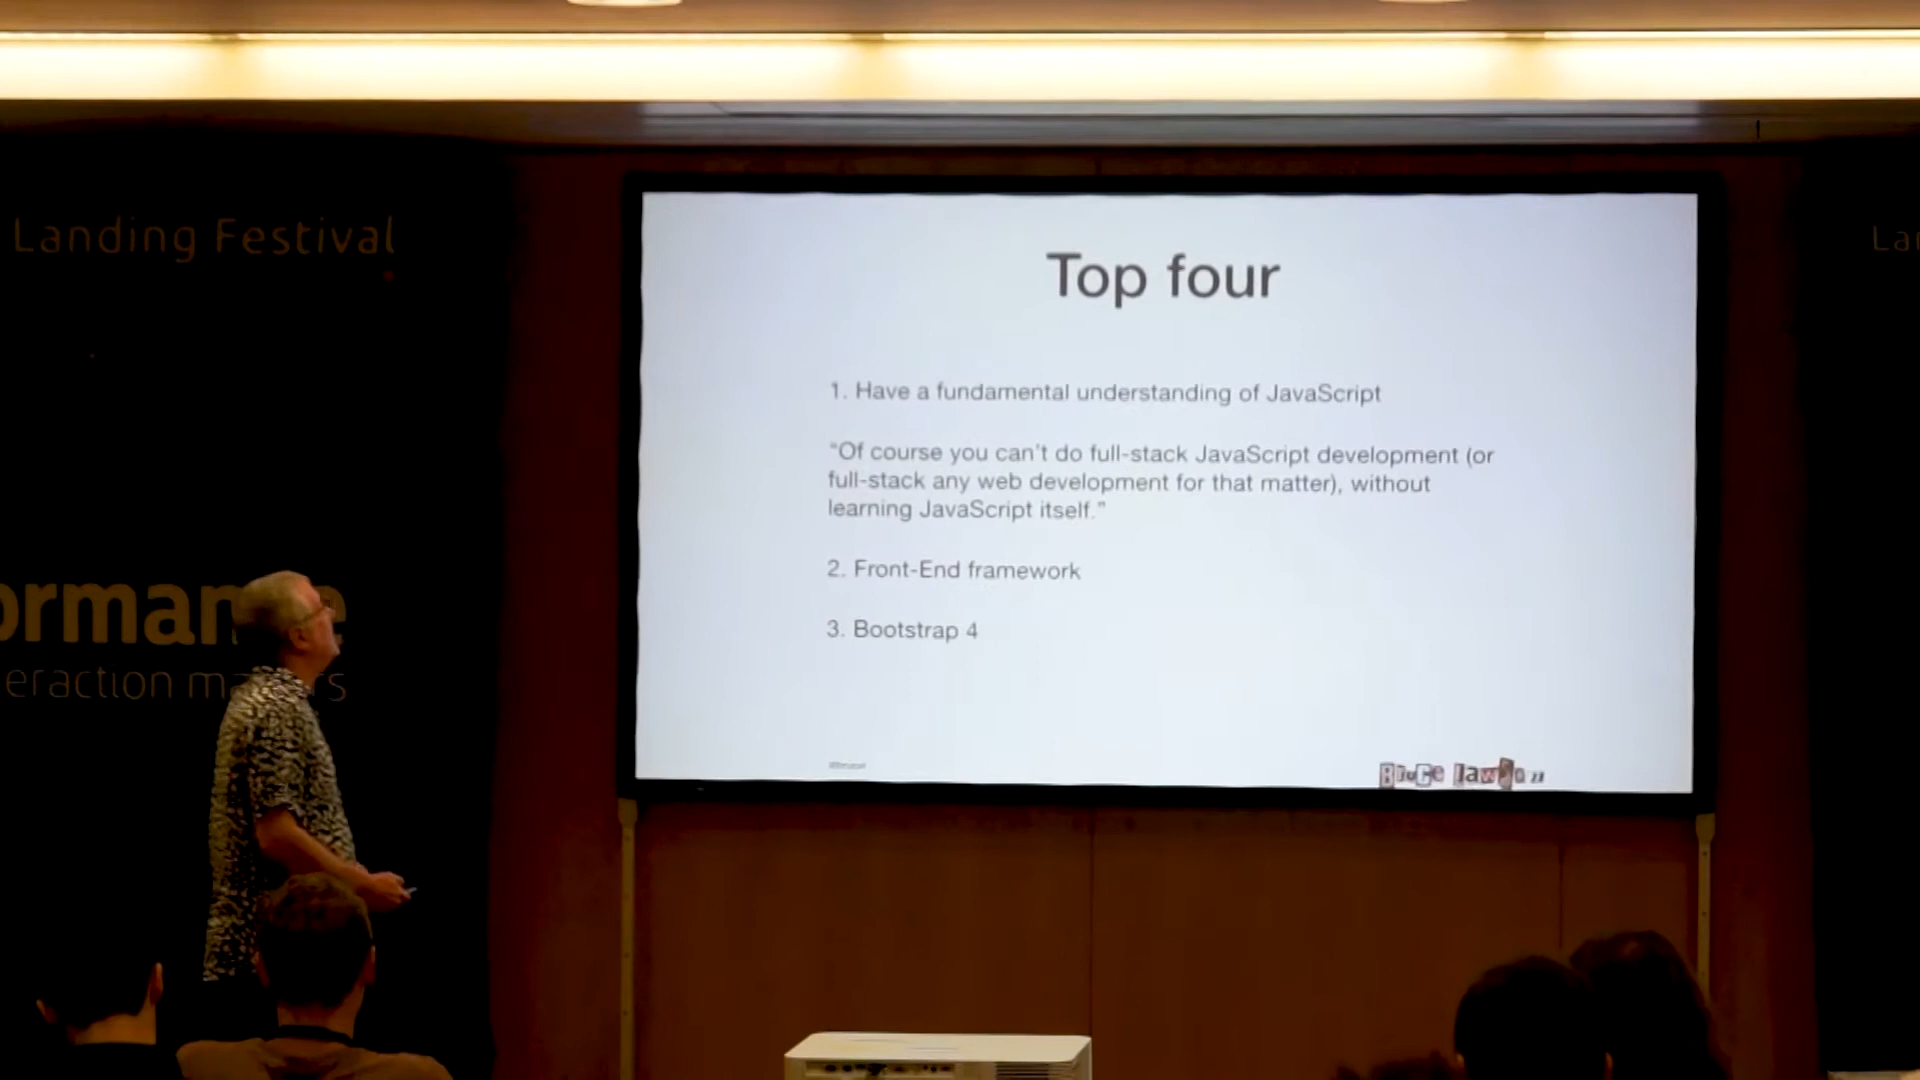 Landing Festival
Top four
1. Have a fundamental understanding of JavaScript
“Of course you can’t do full-stack JavaScript development (or
full-stack any web development for that matter), without
learning JavaScript itself.”
2. Front-End framework
3. Bootstrap 4
Bruce Lawson